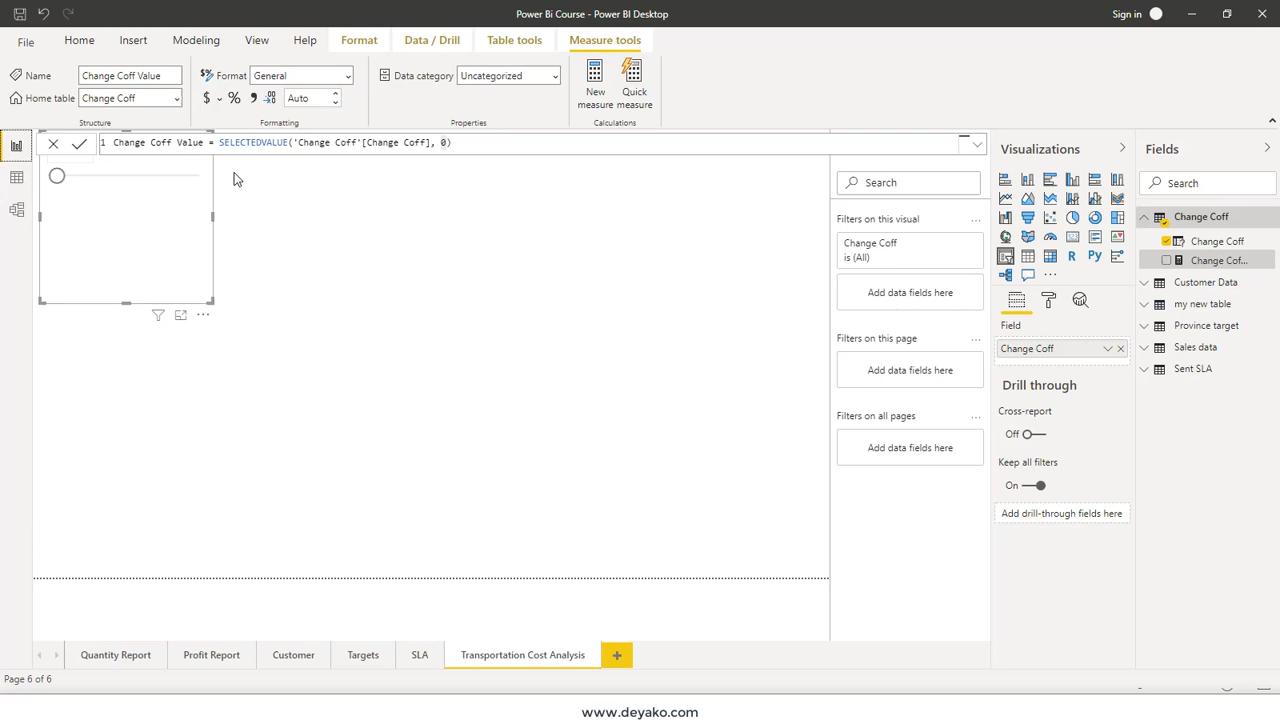 Power Bi Course - Power BI Desktop
Sign in
File
Home
Insert
Modeling
View
Help
Format
Data / Drill
Table tools
Measure tools
Name
Change Coff Value
Home table
Change Coff
Structure
$% Format
General
$ % ,
Auto
Formatting
Data category
Uncategorized
Properties
New measure
Quick measure
Calculations
1 Change Coff Value = SELECTEDVALUE('Change Coff'[Change Coff], 0)
Search
Filters on this visual
Change Coff
is (All)
Add data fields here
Filters on this page
Add data fields here
Filters on all pages
Add data fields here
Visualizations
R
Py
Field
Change Coff
Drill through
Cross-report
Off
Keep all filters
On
Add drill-through fields here
Fields
Search
Change Coff
Change Coff
Change Cof...
Customer Data
my new table
Province target
Sales data
Sent SLA
Quantity Report
Profit Report
Customer
Targets
SLA
Transportation Cost Analysis
Page 6 of 6
www.deyako.com